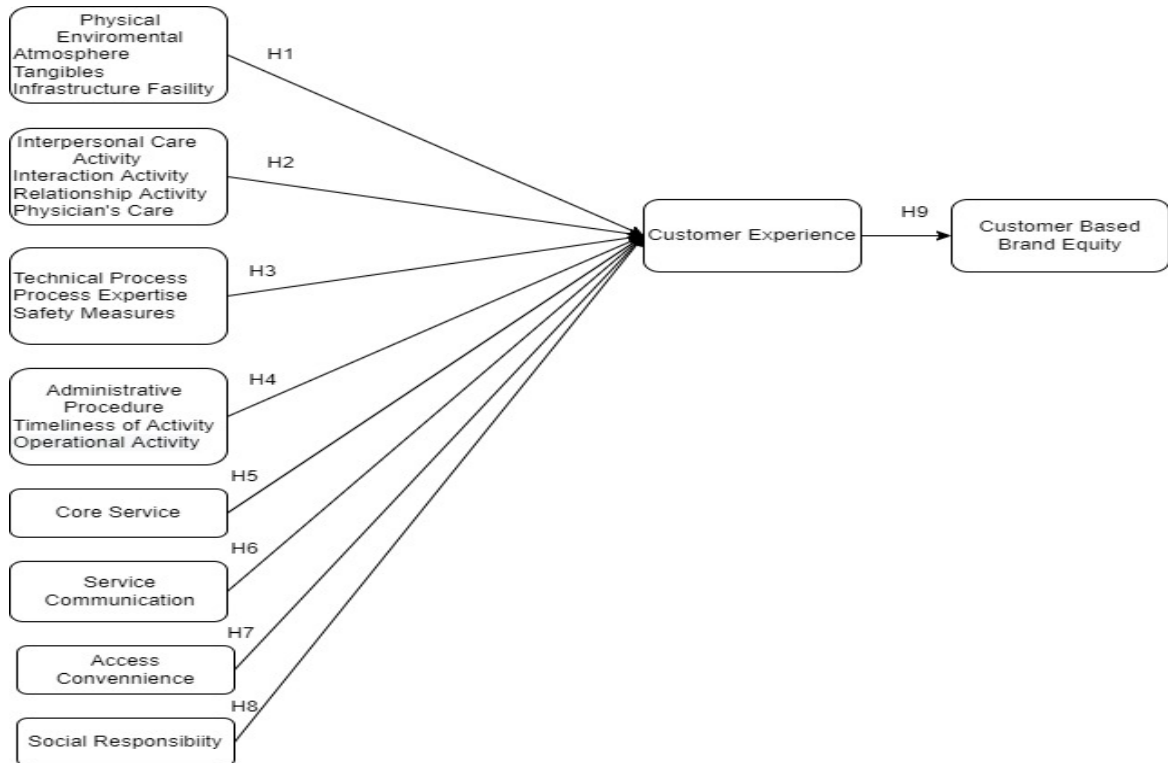 Physical
Enviromental
Atmosphere
Tangibles
Infrastructure Fasility
H1
Interpersonal Care
Activity
Interaction Activity
Relationship Activity
Physician's Care
H2
Technical Process
Process Expertise
Safety Measures
H3
Administrative
Procedure
Timeliness of Activity
Operational Activity
H4
Core Service
H5
Service
Communication
H6
Access
Convennience
H7
Social Responsibiity
H8
Customer Experience
H9
Customer Based
Brand Equity